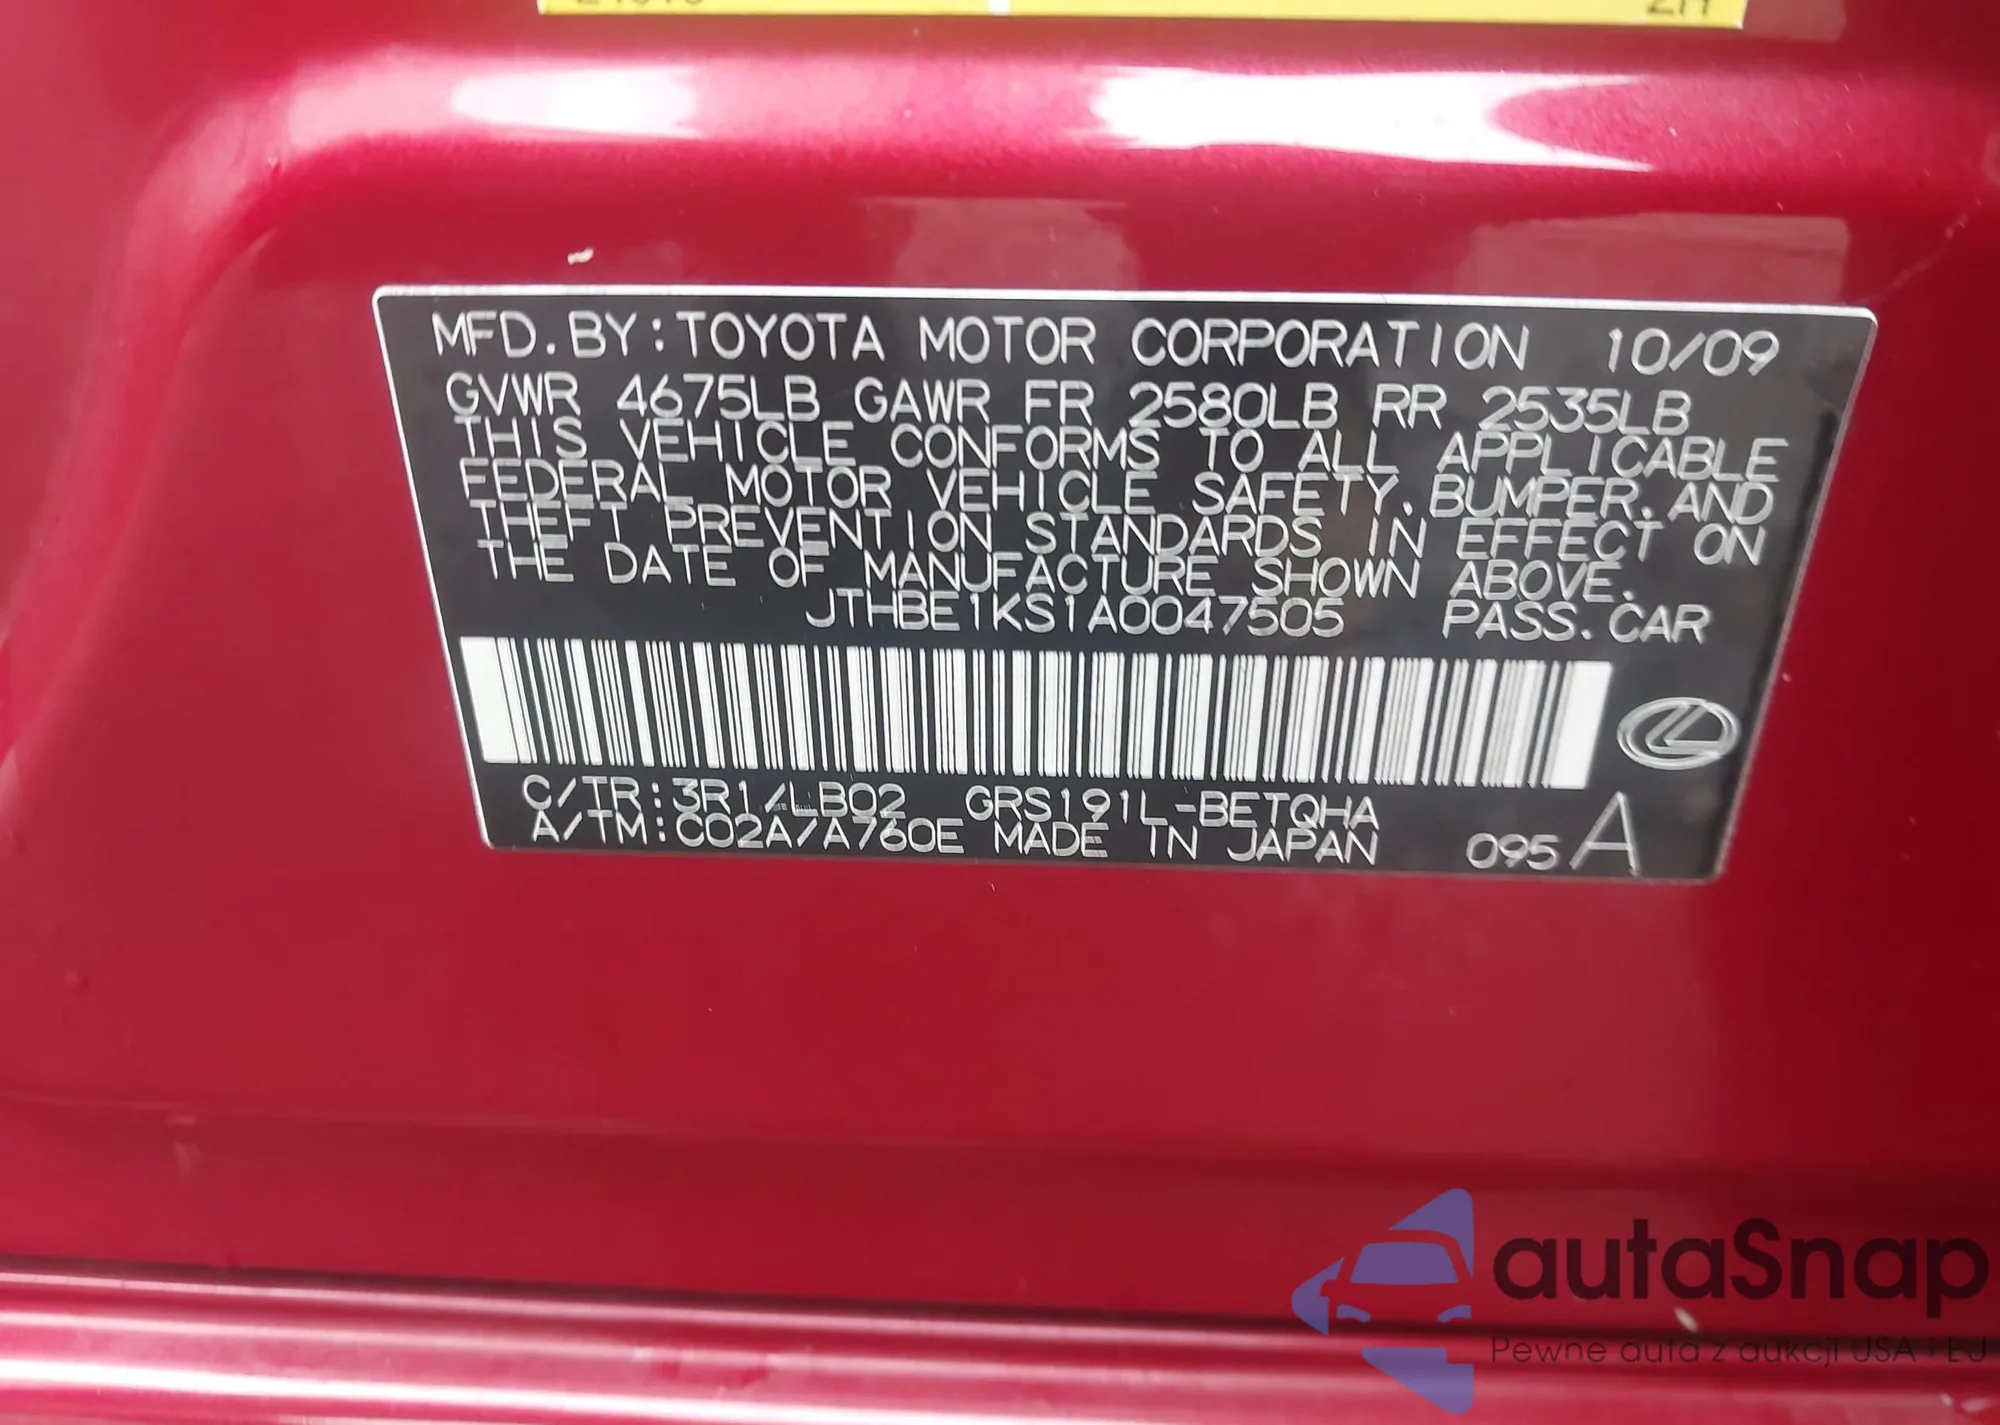 MFD. BY: TOYOTA MOTOR CORPORATION 10/09
GVWR 4675LB GAWR FR 2580LB RR 2535LB
THIS VEHICLE CONFORMS TO ALL APPLICABLE
FEDERAL MOTOR VEHICLE SAFETY, BUMPER, AND
THEFT PREVENTION STANDARDS IN EFFECT ON
THE DATE OF MANUFACTURE SHOWN ABOVE.
JTHBE1KS1A0047505 PASS. CAR
C/TR: 3R1/LB02 GRS191L-BETQHA
A/TM: C02A/A760E MADE IN JAPAN 095 A
autaSnap
Pewne auta z aukcji USA i EU